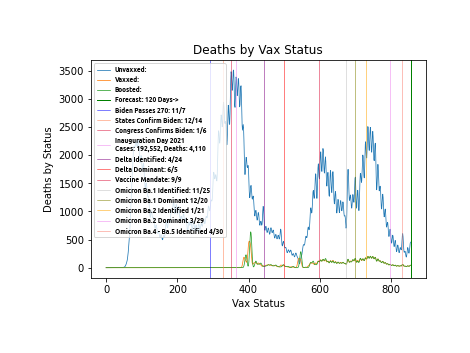 Deaths by Vax Status
3500
3000
2500
2000
1500
1000
500
0
Deaths by Status
Unvaxxed:
Vaxxed:
Boosted:
Forecast: 120 Days->
Biden Passes 270: 11/7
States Confirm Biden: 12/14
Congress Confirms Biden: 1/6
Inauguration Day 2021
Cases: 192,552, Deaths: 4,110
Delta Identified: 4/24
Delta Dominant: 6/5
Vaccine Mandate: 9/9
Omicron Ba.1 Identified: 11/25
Omicron Ba.1 Dominant 12/20
Omicron Ba.2 Identified 1/21
Omicron Ba.2 Dominant 3/29
Omicron Ba.4 - Ba.5 Identified 4/30
0
200
400
600
800
Vax Status